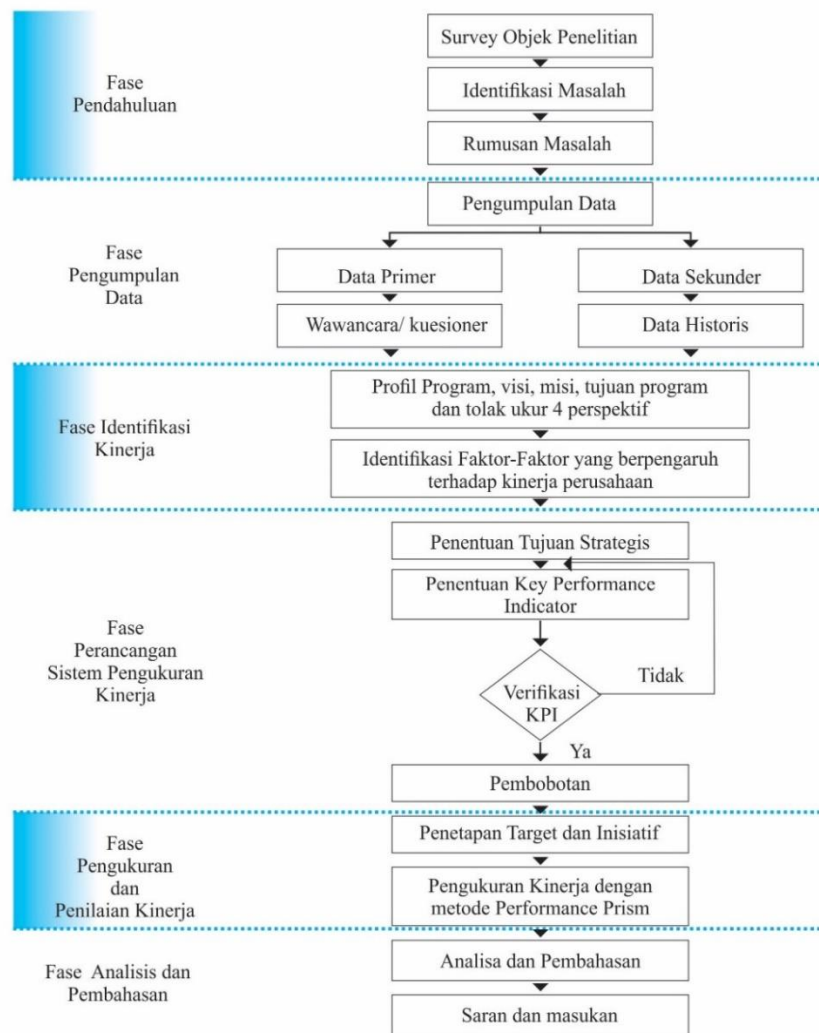 Fase
Pendahuluan
Survey Objek Penelitian
Identifikasi Masalah
Rumusan Masalah
Fase
Pengumpulan
Data
Pengumpulan Data
Data Primer
Data Sekunder
Wawancara/ kuesioner
Data Historis
Fase Identifikasi
Kinerja
Profil Program, visi, misi, tujuan program
dan tolak ukur 4 perspektif
Identifikasi Faktor-Faktor yang berpengaruh
terhadap kinerja perusahaan
Fase
Perancangan
Sistem Pengukuran
Kinerja
Penentuan Tujuan Strategis
Penentuan Key Performance
Indicator
Verifikasi
KPI
Tidak
Ya
Pembobotan
Fase
Pengukuran
dan
Penilaian Kinerja
Penetapan Target dan Inisiatif
Pengukuran Kinerja dengan
metode Performance Prism
Fase Analisis dan
Pembahasan
Analisa dan Pembahasan
Saran dan masukan